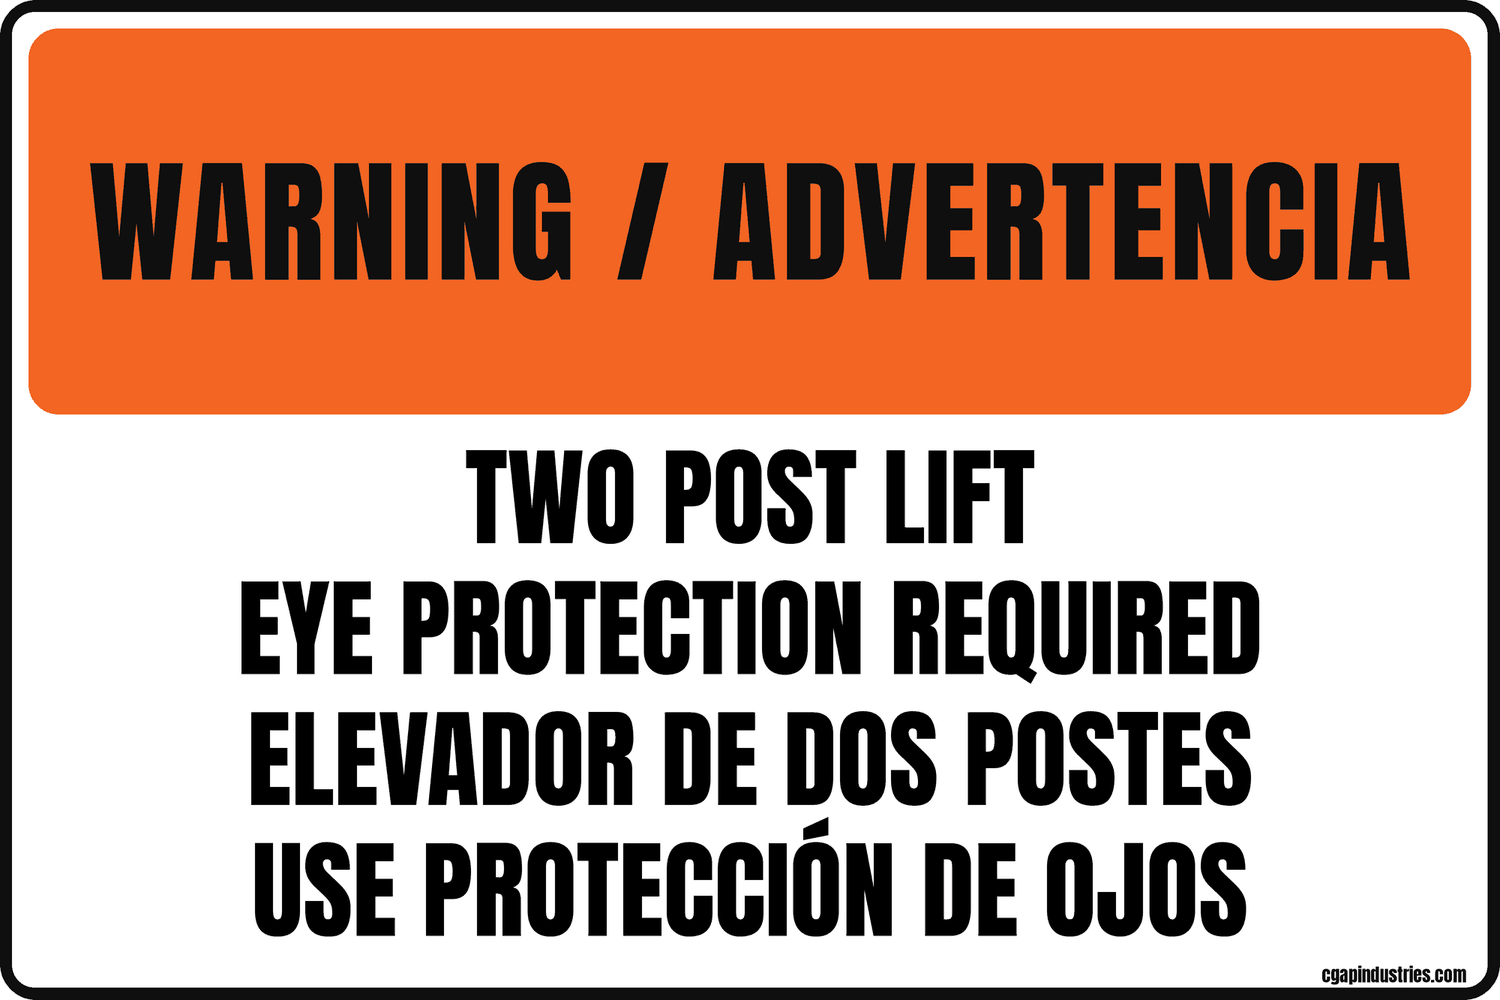 WARNING / ADVERTENCIA
TWO POST LIFT
EYE PROTECTION REQUIRED
ELEVADOR DE DOS POSTES
USE PROTECCIÓN DE OJOS
cgapindustries.com